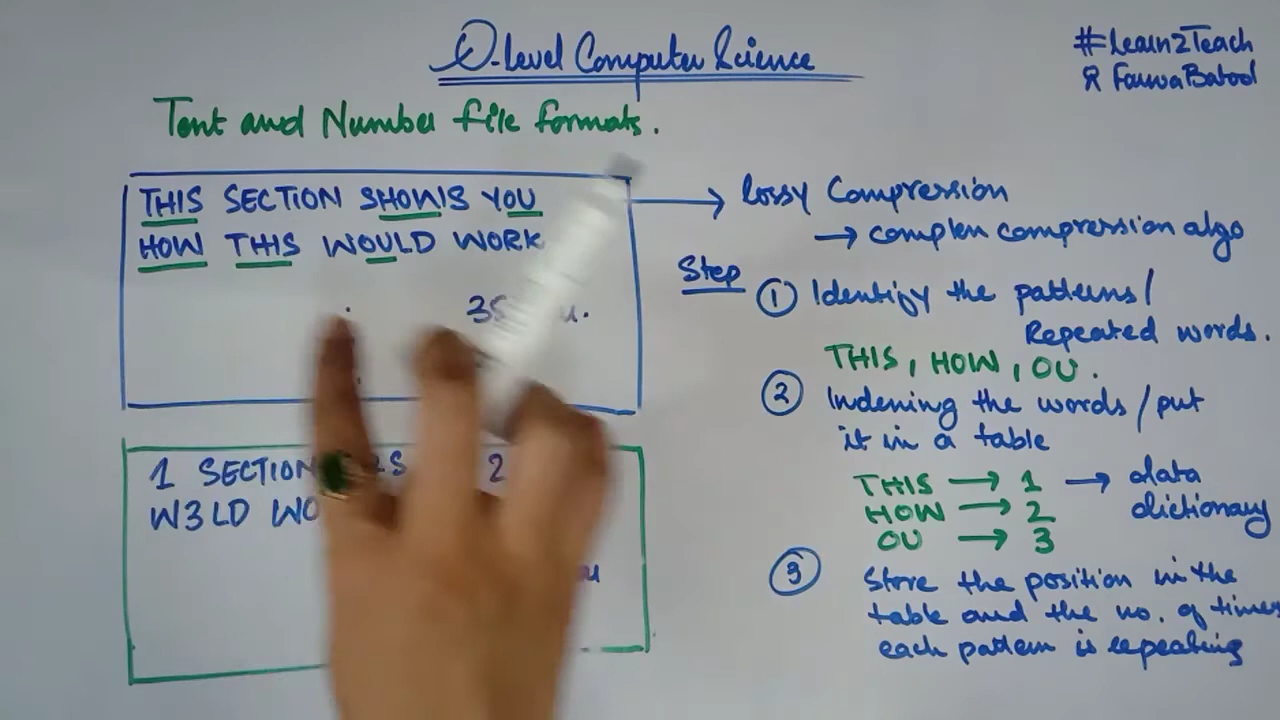 O-level Computer Science
#Learn2Teach
FarwaBatool
Text and Number file formats.
THIS SECTION SHOWS YOU
HOW THIS WOULD WORK
1 SECTION 2
W3LD WO
lossy Compression
→ complex compression algo
Step
① Identify the patterns/
Repeated words.
THIS, HOW, OU.
② Indexing the words/put
it in a table
THIS → 1 → data
HOW → 2 dictionary
OU → 3
③ Store the position in the
table and the no. of times
each pattern is repeating